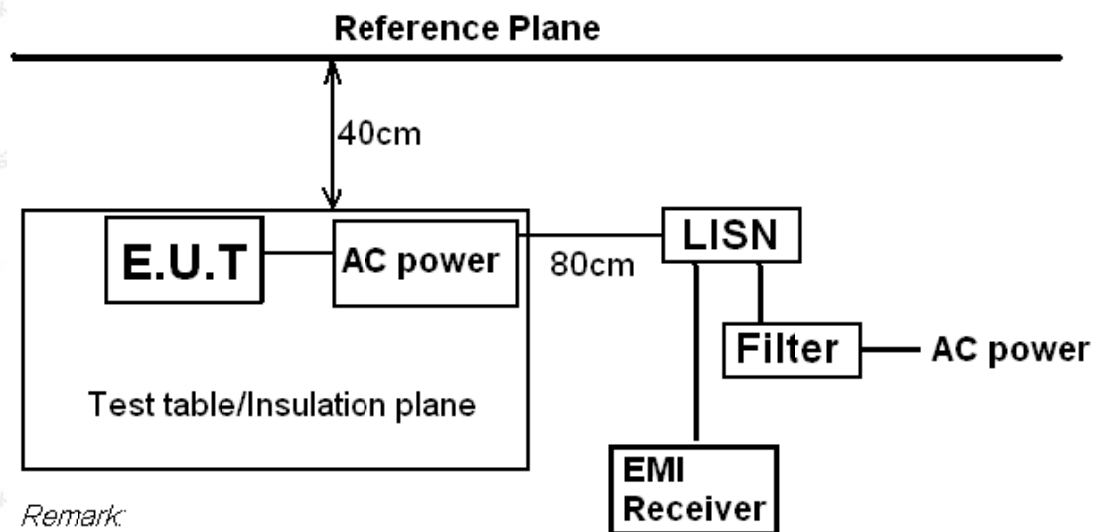 Reference Plane
40cm
E.U.T
AC power
80cm
LISN
Filter
AC power
Test table/Insulation plane
EMI
Receiver
Remark: